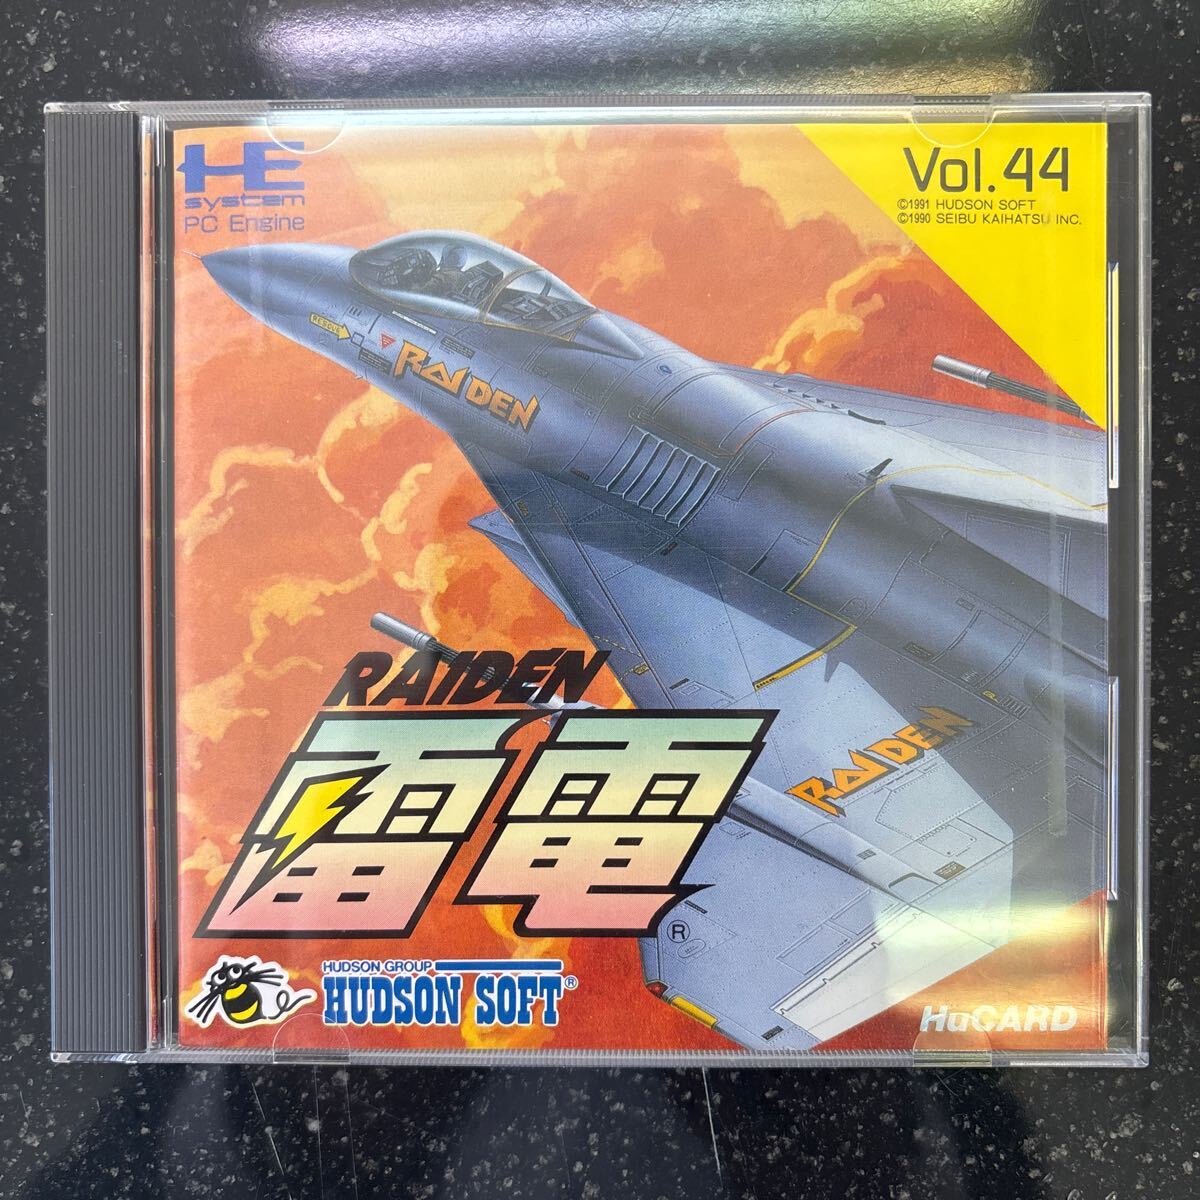 HE
system
PC Engine
Vol.44
©1991 HUDSON SOFT
©1990 SEIBU KAIHATSU INC.
RESCUE
RAIDEN
RAIDEN
雷電
®
RAIDEN
HUDSON GROUP
HUDSON SOFT®
HuCARD